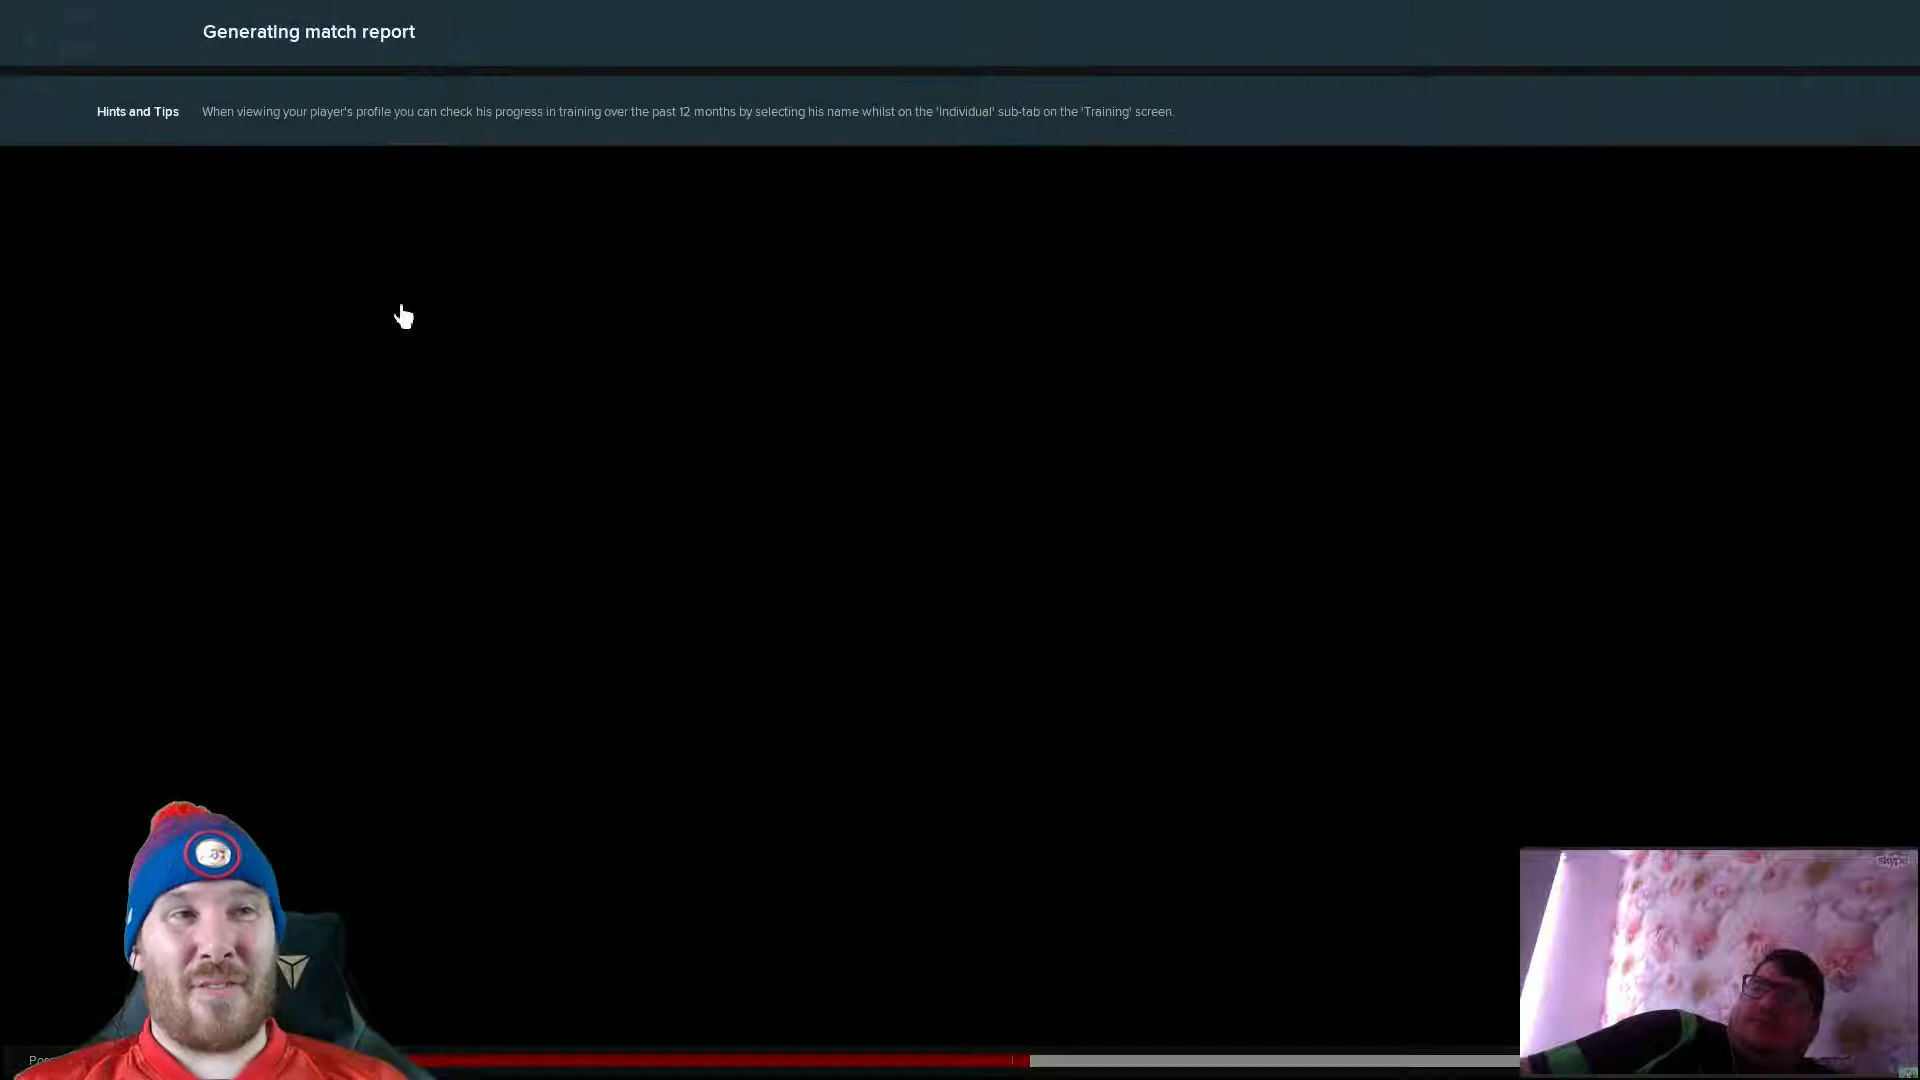 Generating match report
Hints and Tips When viewing your player's profile you can check his progress in training over the past 12 months by selecting his name whilst on the 'Individual' sub-tab on the 'Training' screen.
skype